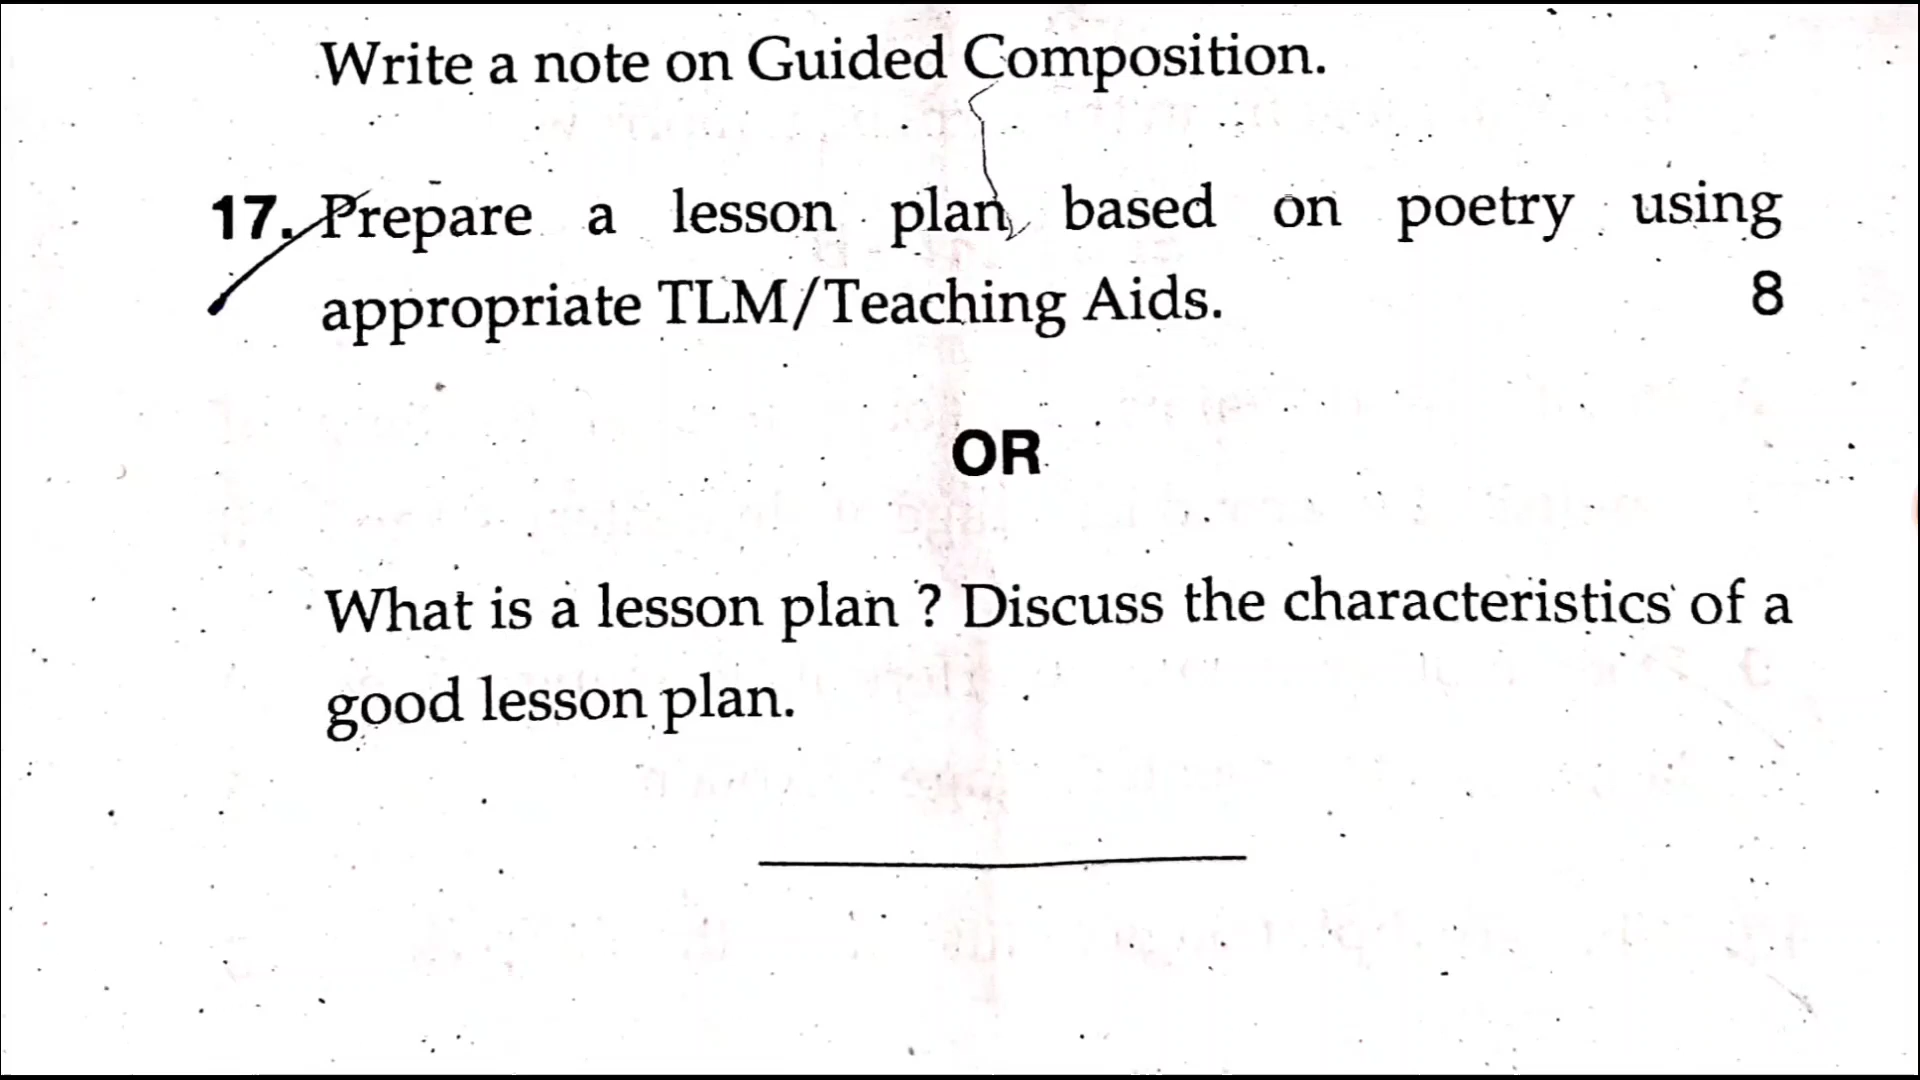 Write a note on Guided Composition.
17. Prepare a lesson plan based on poetry using
appropriate TLM/Teaching Aids. 8
OR
What is a lesson plan ? Discuss the characteristics of a
good lesson plan.